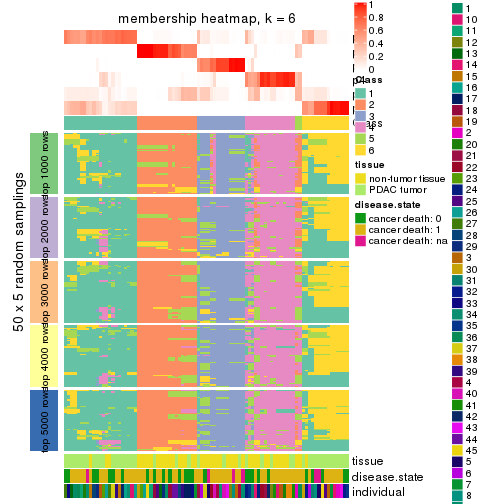 membership heatmap, k = 6
1
0.8
0.6
0.4
0.2
0
Class
1
2
3
4
5
6
Class
tissue
non-tumor tissue
PDAC tumor
disease.state
cancer death: 0
cancer death: 1
cancer death: na
50 x 5 random samplings
top 1000 rows
top 2000 rows
top 3000 rows
top 4000 rows
top 5000 rows
tissue
disease.state
individual
1
10
11
12
13
14
15
16
17
18
19
2
20
21
22
23
24
25
26
27
28
29
3
30
31
32
33
34
35
36
37
38
39
4
40
41
42
43
44
45
5
6
7
8